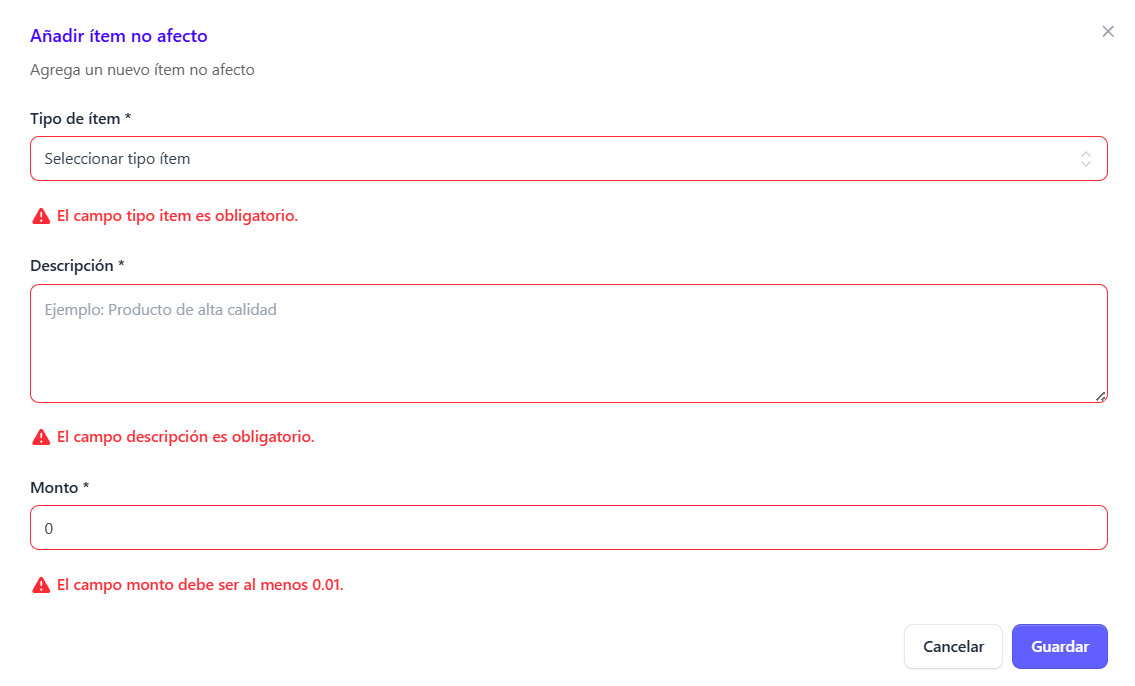 Añadir ítem no afecto
Agrega un nuevo ítem no afecto
Tipo de ítem *
Seleccionar tipo ítem
El campo tipo item es obligatorio.
Descripción *
Ejemplo: Producto de alta calidad
El campo descripción es obligatorio.
Monto *
0
El campo monto debe ser al menos 0.01.
Cancelar
Guardar